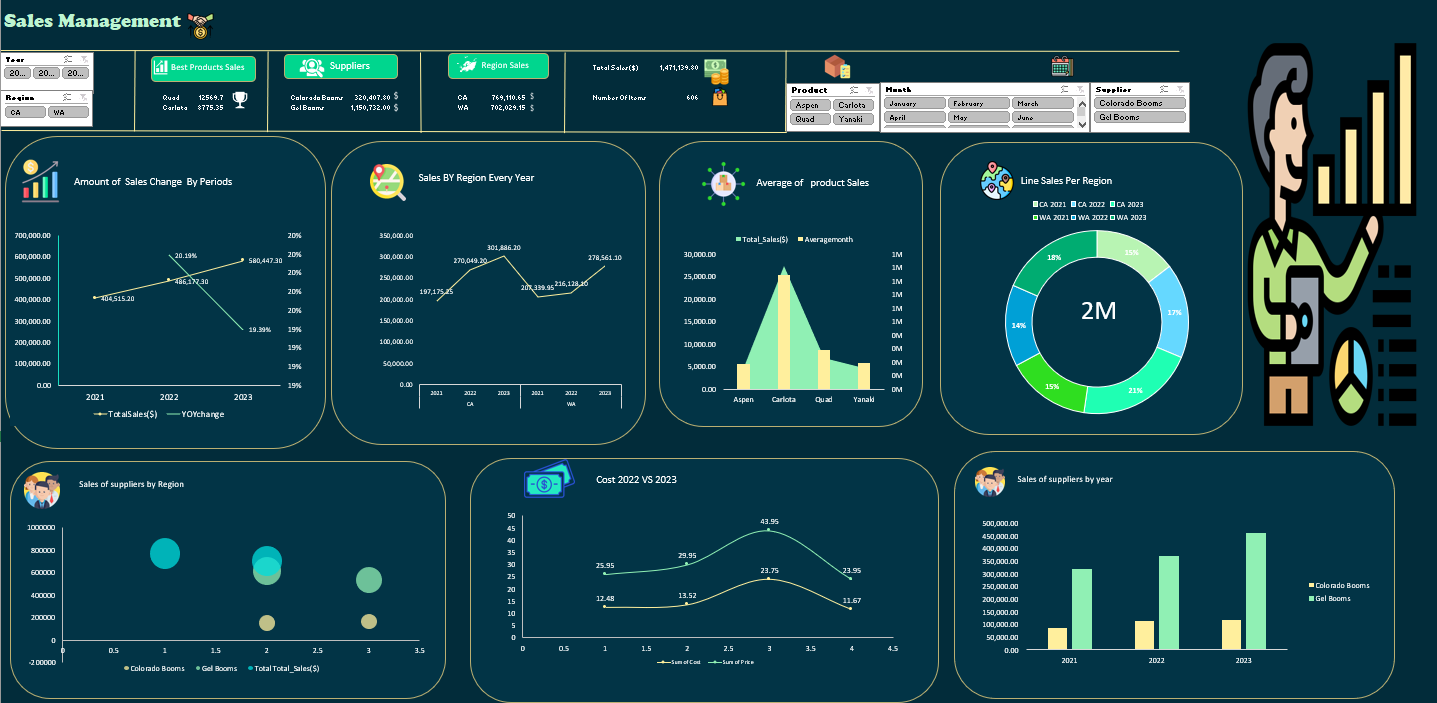 Sales Management
Year
20... 20... 20...
Region
CA WA
Best Products Sales
Quad 12569.7
Carlota 8775.35
Suppliers
Colorado Booms 320,407.80 $
Gel Booms 1,150,732.00 $
Region Sales
CA 769,110.65 $
WA 702,029.15 $
Total Sales($) 1,471,139.80
Number Of Items 606
Product
Aspen Carlota
Quad Yanaki
Month
January February March
April May June
Supplier
Colorado Booms
Gel Booms
Amount of Sales Change By Periods
700,000.00
600,000.00
500,000.00
400,000.00
300,000.00
200,000.00
100,000.00
0.00
20%
20%
20%
20%
20%
19%
19%
19%
19%
20.19%
580,447.30
486,177.30
404,515.20
19.39%
2021 2022 2023
TotalSales($) YOYchange
Sales BY Region Every Year
350,000.00
300,000.00
250,000.00
200,000.00
150,000.00
100,000.00
50,000.00
0.00
301,886.20
270,049.20
278,561.10
197,175.25
207,339.95
216,128.10
2021 2022 2023 2021 2022 2023
CA WA
Average of product Sales
Total_Sales($) Averagemonth
30,000.00
25,000.00
20,000.00
15,000.00
10,000.00
5,000.00
0.00
1M
1M
1M
1M
1M
1M
0M
0M
0M
0M
0M
Aspen Carlota Quad Yanaki
Line Sales Per Region
CA 2021 CA 2022 CA 2023
WA 2021 WA 2022 WA 2023
18%
15%
2M
17%
14%
15%
21%
Sales of suppliers by Region
1000000
800000
600000
400000
200000
0
-200000
0 0.5 1 1.5 2 2.5 3 3.5
Colorado Booms Gel Booms TotalTotal_Sales($)
Cost 2022 VS 2023
50
45
40
35
30
25
20
15
10
5
0
43.95
29.95
25.95
23.75
23.95
12.48
13.52
11.67
0 0.5 1 1.5 2 2.5 3 3.5 4 4.5
Sum of Cost Sum of Price
Sales of suppliers by year
500,000.00
450,000.00
400,000.00
350,000.00
300,000.00
250,000.00
200,000.00
150,000.00
100,000.00
50,000.00
0.00
2021 2022 2023
Colorado Booms
Gel Booms